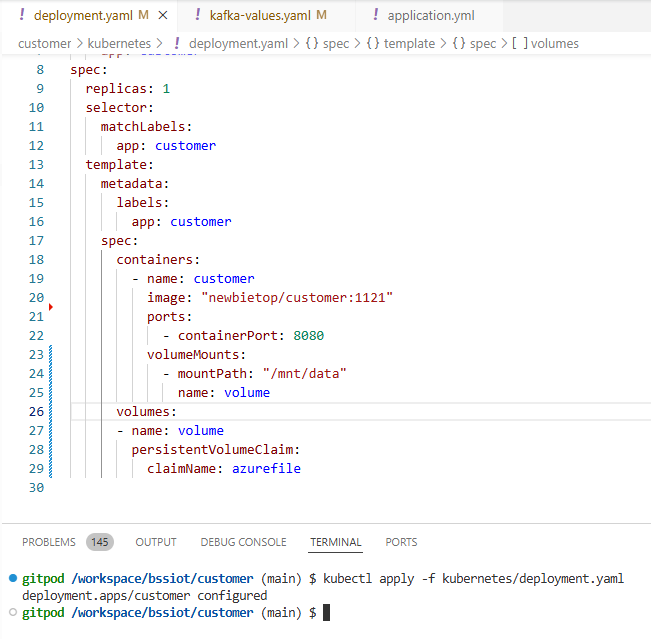 ! deployment.yaml M × ! kafka-values.yaml M ! application.yml
customer > kubernetes > ! deployment.yaml > {} spec > {} template > {} spec > [ ] volumes
8 spec:
9 replicas: 1
10 selector:
11 matchLabels:
12 app: customer
13 template:
14 metadata:
15 labels:
16 app: customer
17 spec:
18 containers:
19 - name: customer
20 image: "newbietop/customer:1121"
21 ports:
22 - containerPort: 8080
23 volumeMounts:
24 - mountPath: "/mnt/data"
25 name: volume
26 volumes:
27 - name: volume
28 persistentVolumeClaim:
29 claimName: azurefile
30
PROBLEMS 145 OUTPUT DEBUG CONSOLE TERMINAL PORTS
gitpod /workspace/bssiot/customer (main) $ kubectl apply -f kubernetes/deployment.yaml
deployment.apps/customer configured
gitpod /workspace/bssiot/customer (main) $